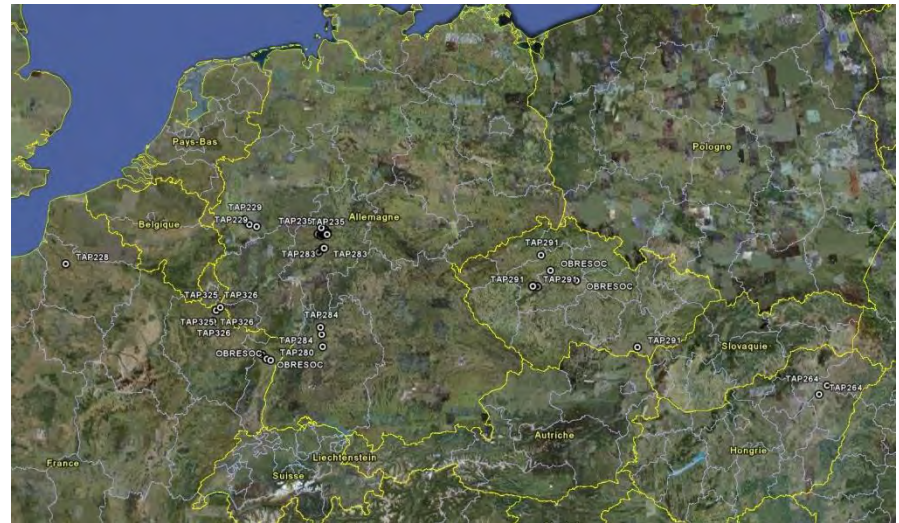 Pays-Bas
Pologne
Belgique
TAP229
TAP229
TAP235
TAP235
Allemagne
TAP228
TAP283
TAP283
TAP291
OBRESOC
TAP291
TAP291
OBRESOC
TAP325
TAP326
TAP325
TAP326
TAP326
TAP284
TAP284
TAP280
OBRESOC
OBRESOC
TAP291
Slovaquie
TAP264
TAP264
Autriche
Hongrie
Liechtenstein
Suisse
France